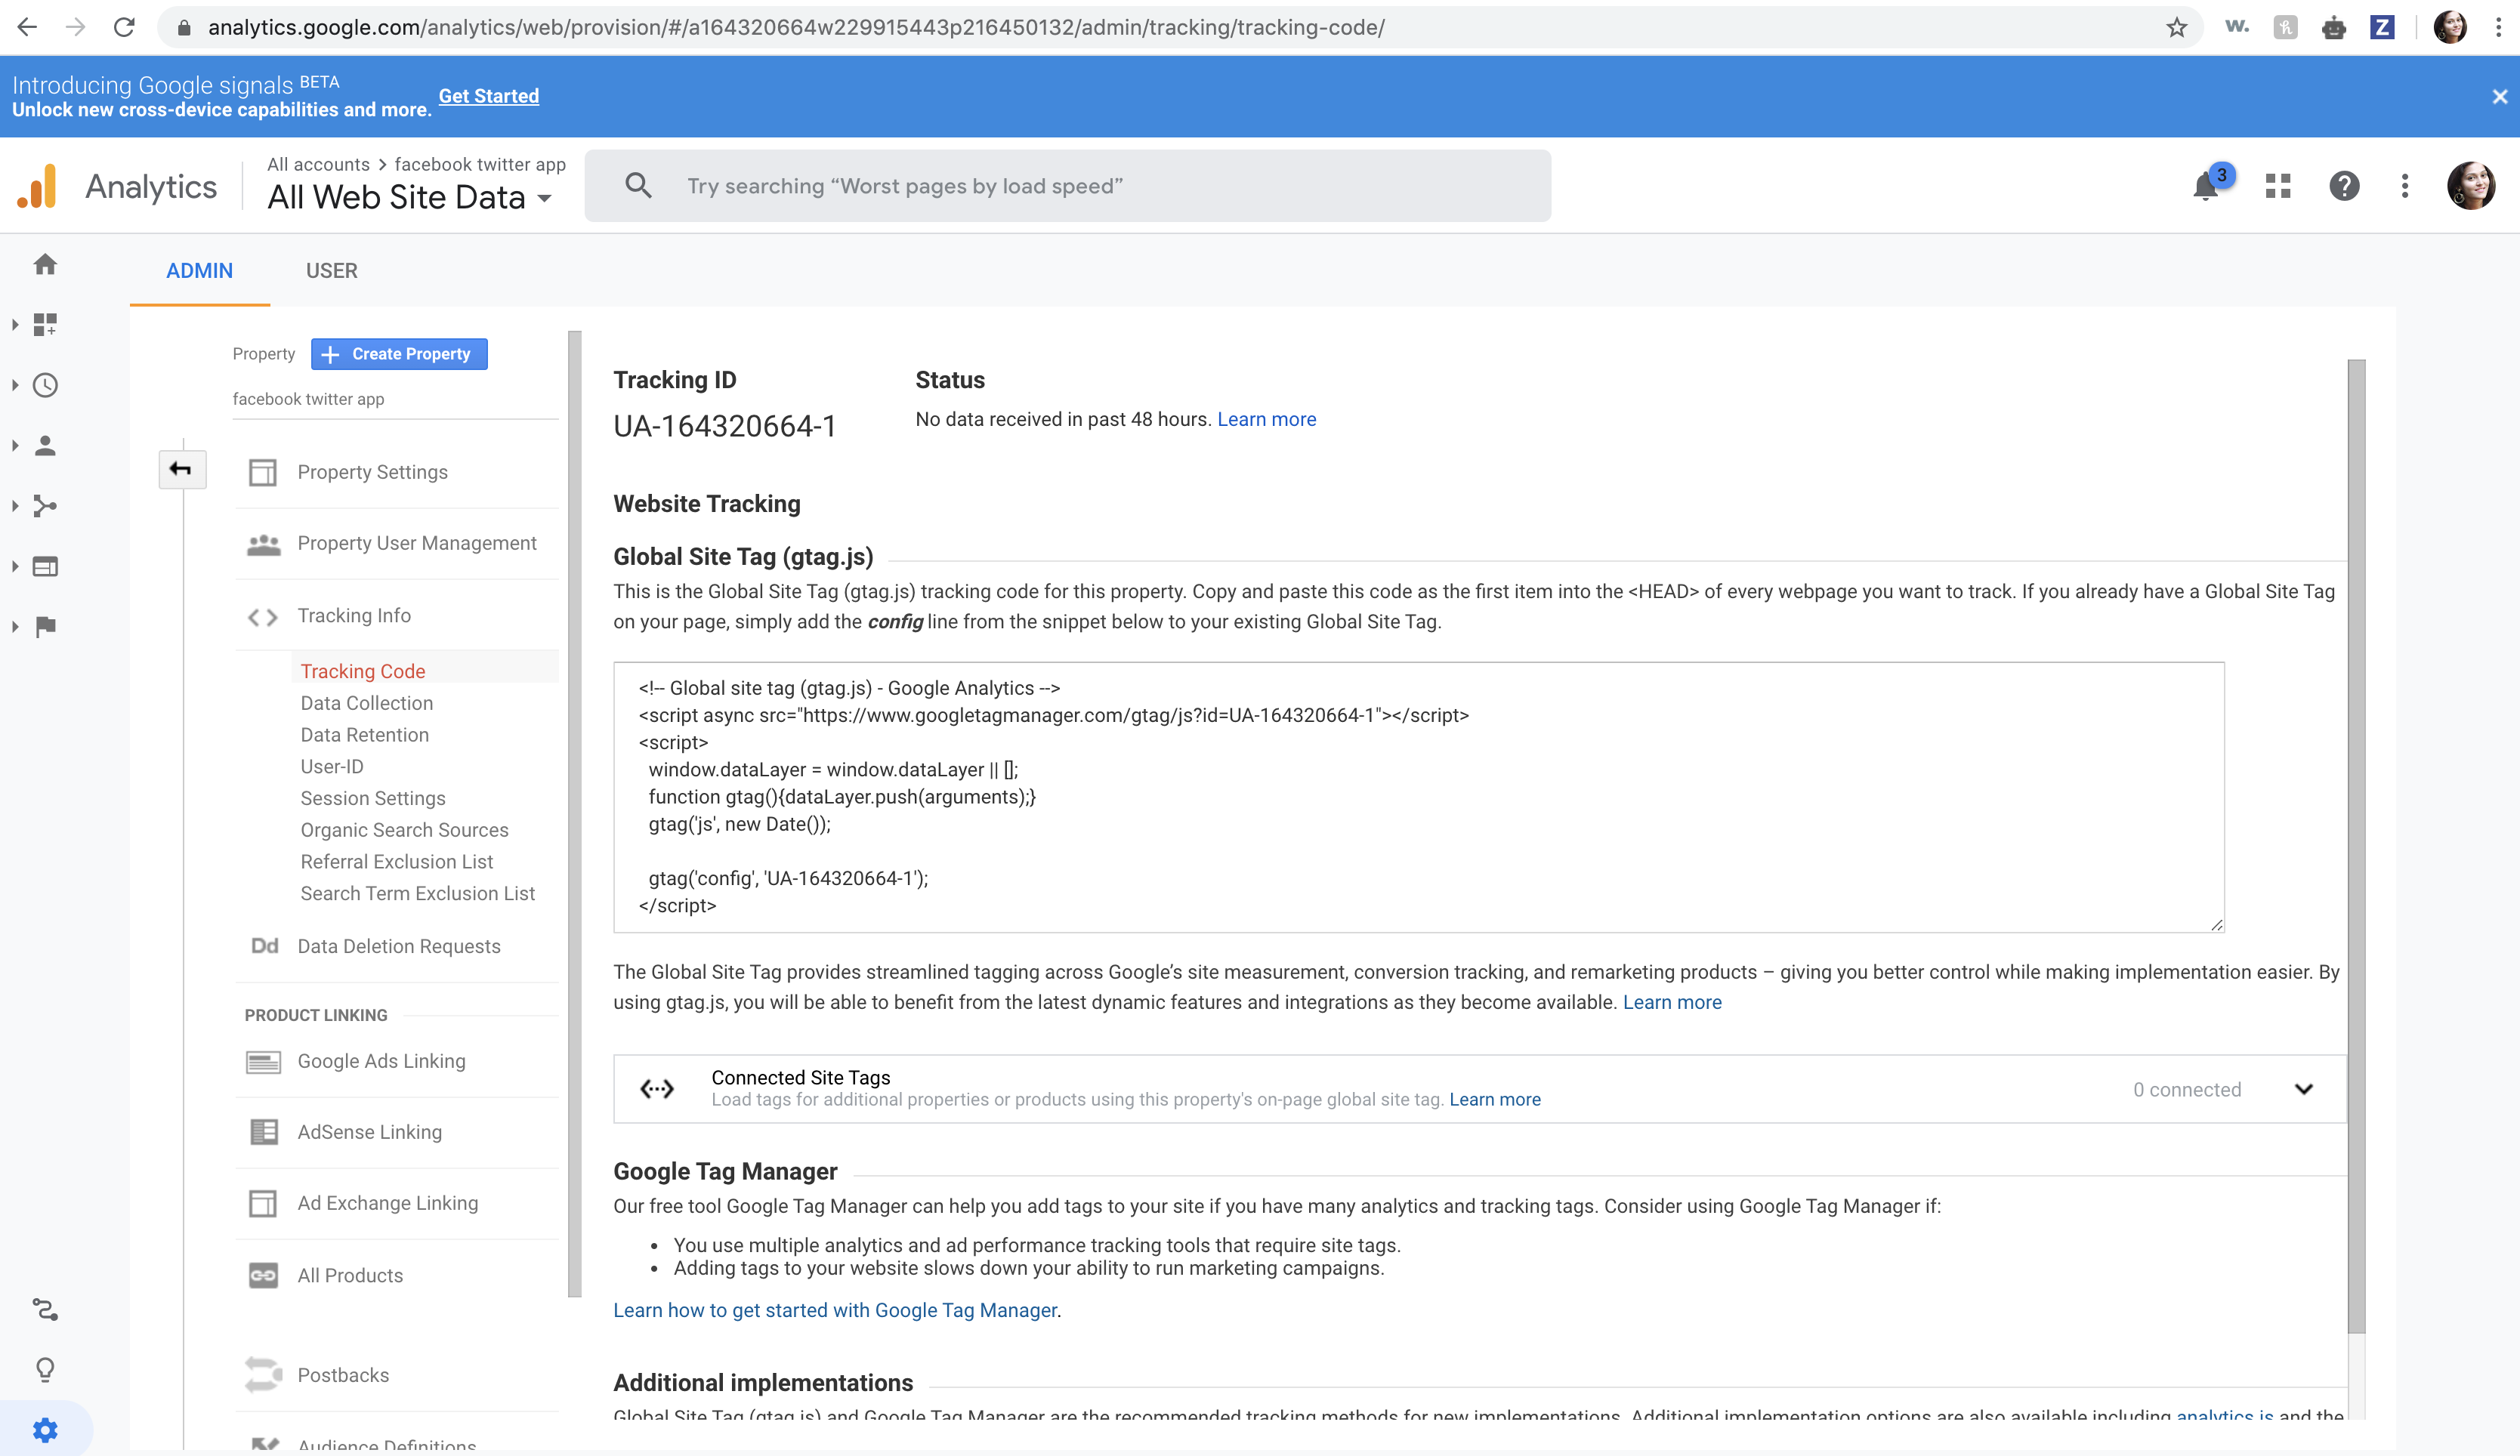 analytics.google.com/analytics/web/provision/#/a164320664w229915443p216450132/admin/tracking/tracking-code/
w.
h
Z
Introducing Google signals BETA
Unlock new cross-device capabilities and more.
Get Started
Analytics
All accounts > facebook twitter app
All Web Site Data
Try searching “Worst pages by load speed”
3
ADMIN
USER
Property
Create Property
facebook twitter app
Property Settings
Property User Management
Tracking Info
Tracking Code
Data Collection
Data Retention
User-ID
Session Settings
Organic Search Sources
Referral Exclusion List
Search Term Exclusion List
Dd Data Deletion Requests
PRODUCT LINKING
Google Ads Linking
AdSense Linking
Ad Exchange Linking
All Products
Postbacks
Audience Definitions
Tracking ID
UA-164320664-1
Status
No data received in past 48 hours. Learn more
Website Tracking
Global Site Tag (gtag.js)
This is the Global Site Tag (gtag.js) tracking code for this property. Copy and paste this code as the first item into the <HEAD> of every webpage you want to track. If you already have a Global Site Tag
on your page, simply add the config line from the snippet below to your existing Global Site Tag.
<!-- Global site tag (gtag.js) - Google Analytics -->
<script async src="https://www.googletagmanager.com/gtag/js?id=UA-164320664-1"></script>
<script>
window.dataLayer = window.dataLayer || [];
function gtag(){dataLayer.push(arguments);}
gtag('js', new Date());
gtag('config', 'UA-164320664-1');
</script>
The Global Site Tag provides streamlined tagging across Google’s site measurement, conversion tracking, and remarketing products – giving you better control while making implementation easier. By
using gtag.js, you will be able to benefit from the latest dynamic features and integrations as they become available. Learn more
Connected Site Tags
Load tags for additional properties or products using this property's on-page global site tag. Learn more
0 connected
Google Tag Manager
Our free tool Google Tag Manager can help you add tags to your site if you have many analytics and tracking tags. Consider using Google Tag Manager if:
• You use multiple analytics and ad performance tracking tools that require site tags.
• Adding tags to your website slows down your ability to run marketing campaigns.
Learn how to get started with Google Tag Manager.
Additional implementations
Global Site Tag (gtag.js) and Google Tag Manager are the recommended tracking methods for new implementations. Additional implementation options are also available including analytics.js and the